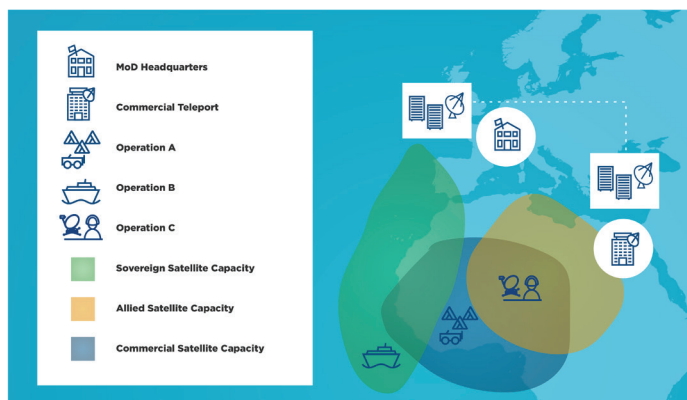 MoD Headquarters
Commercial Teleport
Operation A
Operation B
Operation C
Sovereign Satellite Capacity
Allied Satellite Capacity
Commercial Satellite Capacity